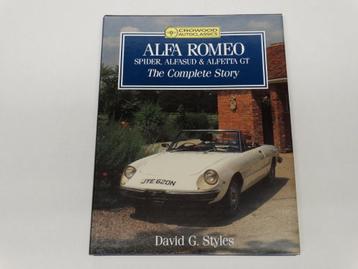 CROWOOD
AUTOCLASSICS
ALFA ROMEO
SPIDER, ALFASUD & ALFETTA GT
The Complete Story
JYE 620N
David G. Styles